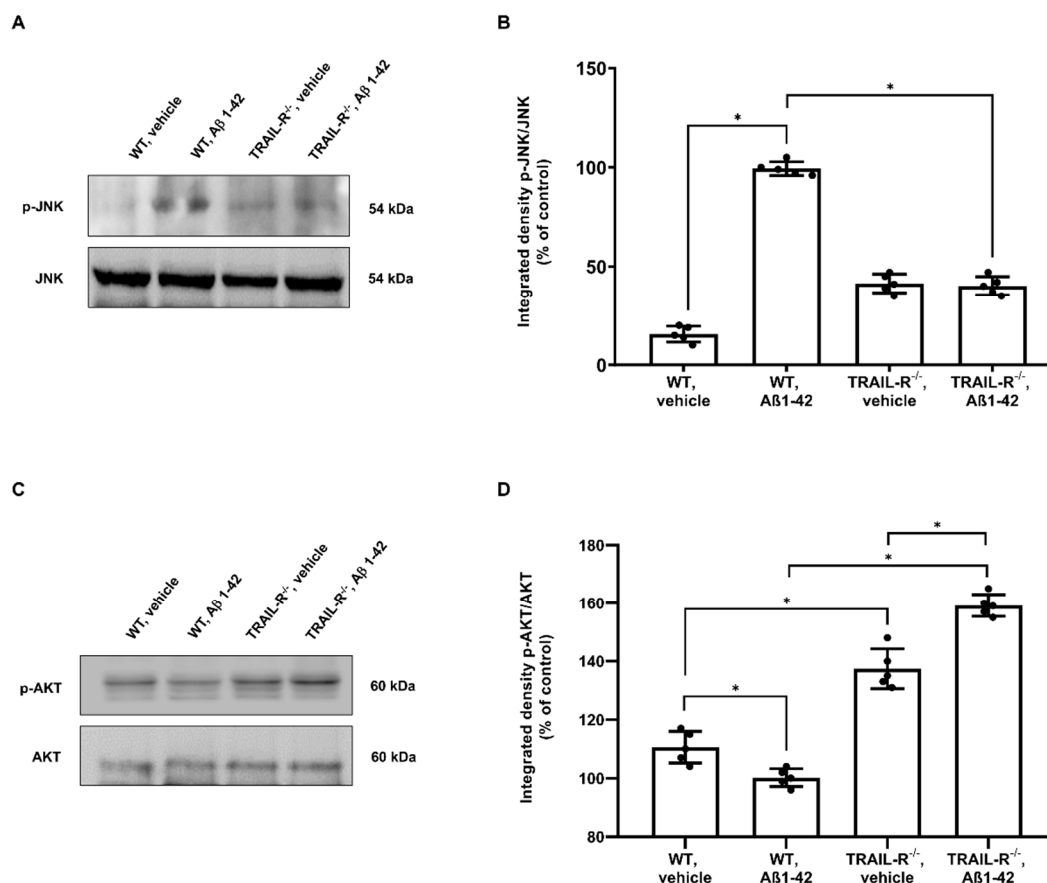 A
WT, vehicle
WT, Aβ 1-42
TRAIL-R-/-, vehicle
TRAIL-R-/-, Aβ 1-42
p-JNK
54 kDa
JNK
54 kDa
B
Integrated density p-JNK/JNK
(% of control)
150
100
50
0
*
*
WT,
vehicle
WT,
Aß1-42
TRAIL-R-/-,
vehicle
TRAIL-R-/-,
Aß1-42
C
WT, vehicle
WT, Aβ 1-42
TRAIL-R-/-, vehicle
TRAIL-R-/-, Aβ 1-42
p-AKT
60 kDa
AKT
60 kDa
D
Integrated density p-AKT/AKT
(% of control)
180
160
140
120
100
80
*
*
*
*
WT,
vehicle
WT,
Aß1-42
TRAIL-R-/-,
vehicle
TRAIL-R-/-,
Aß1-42